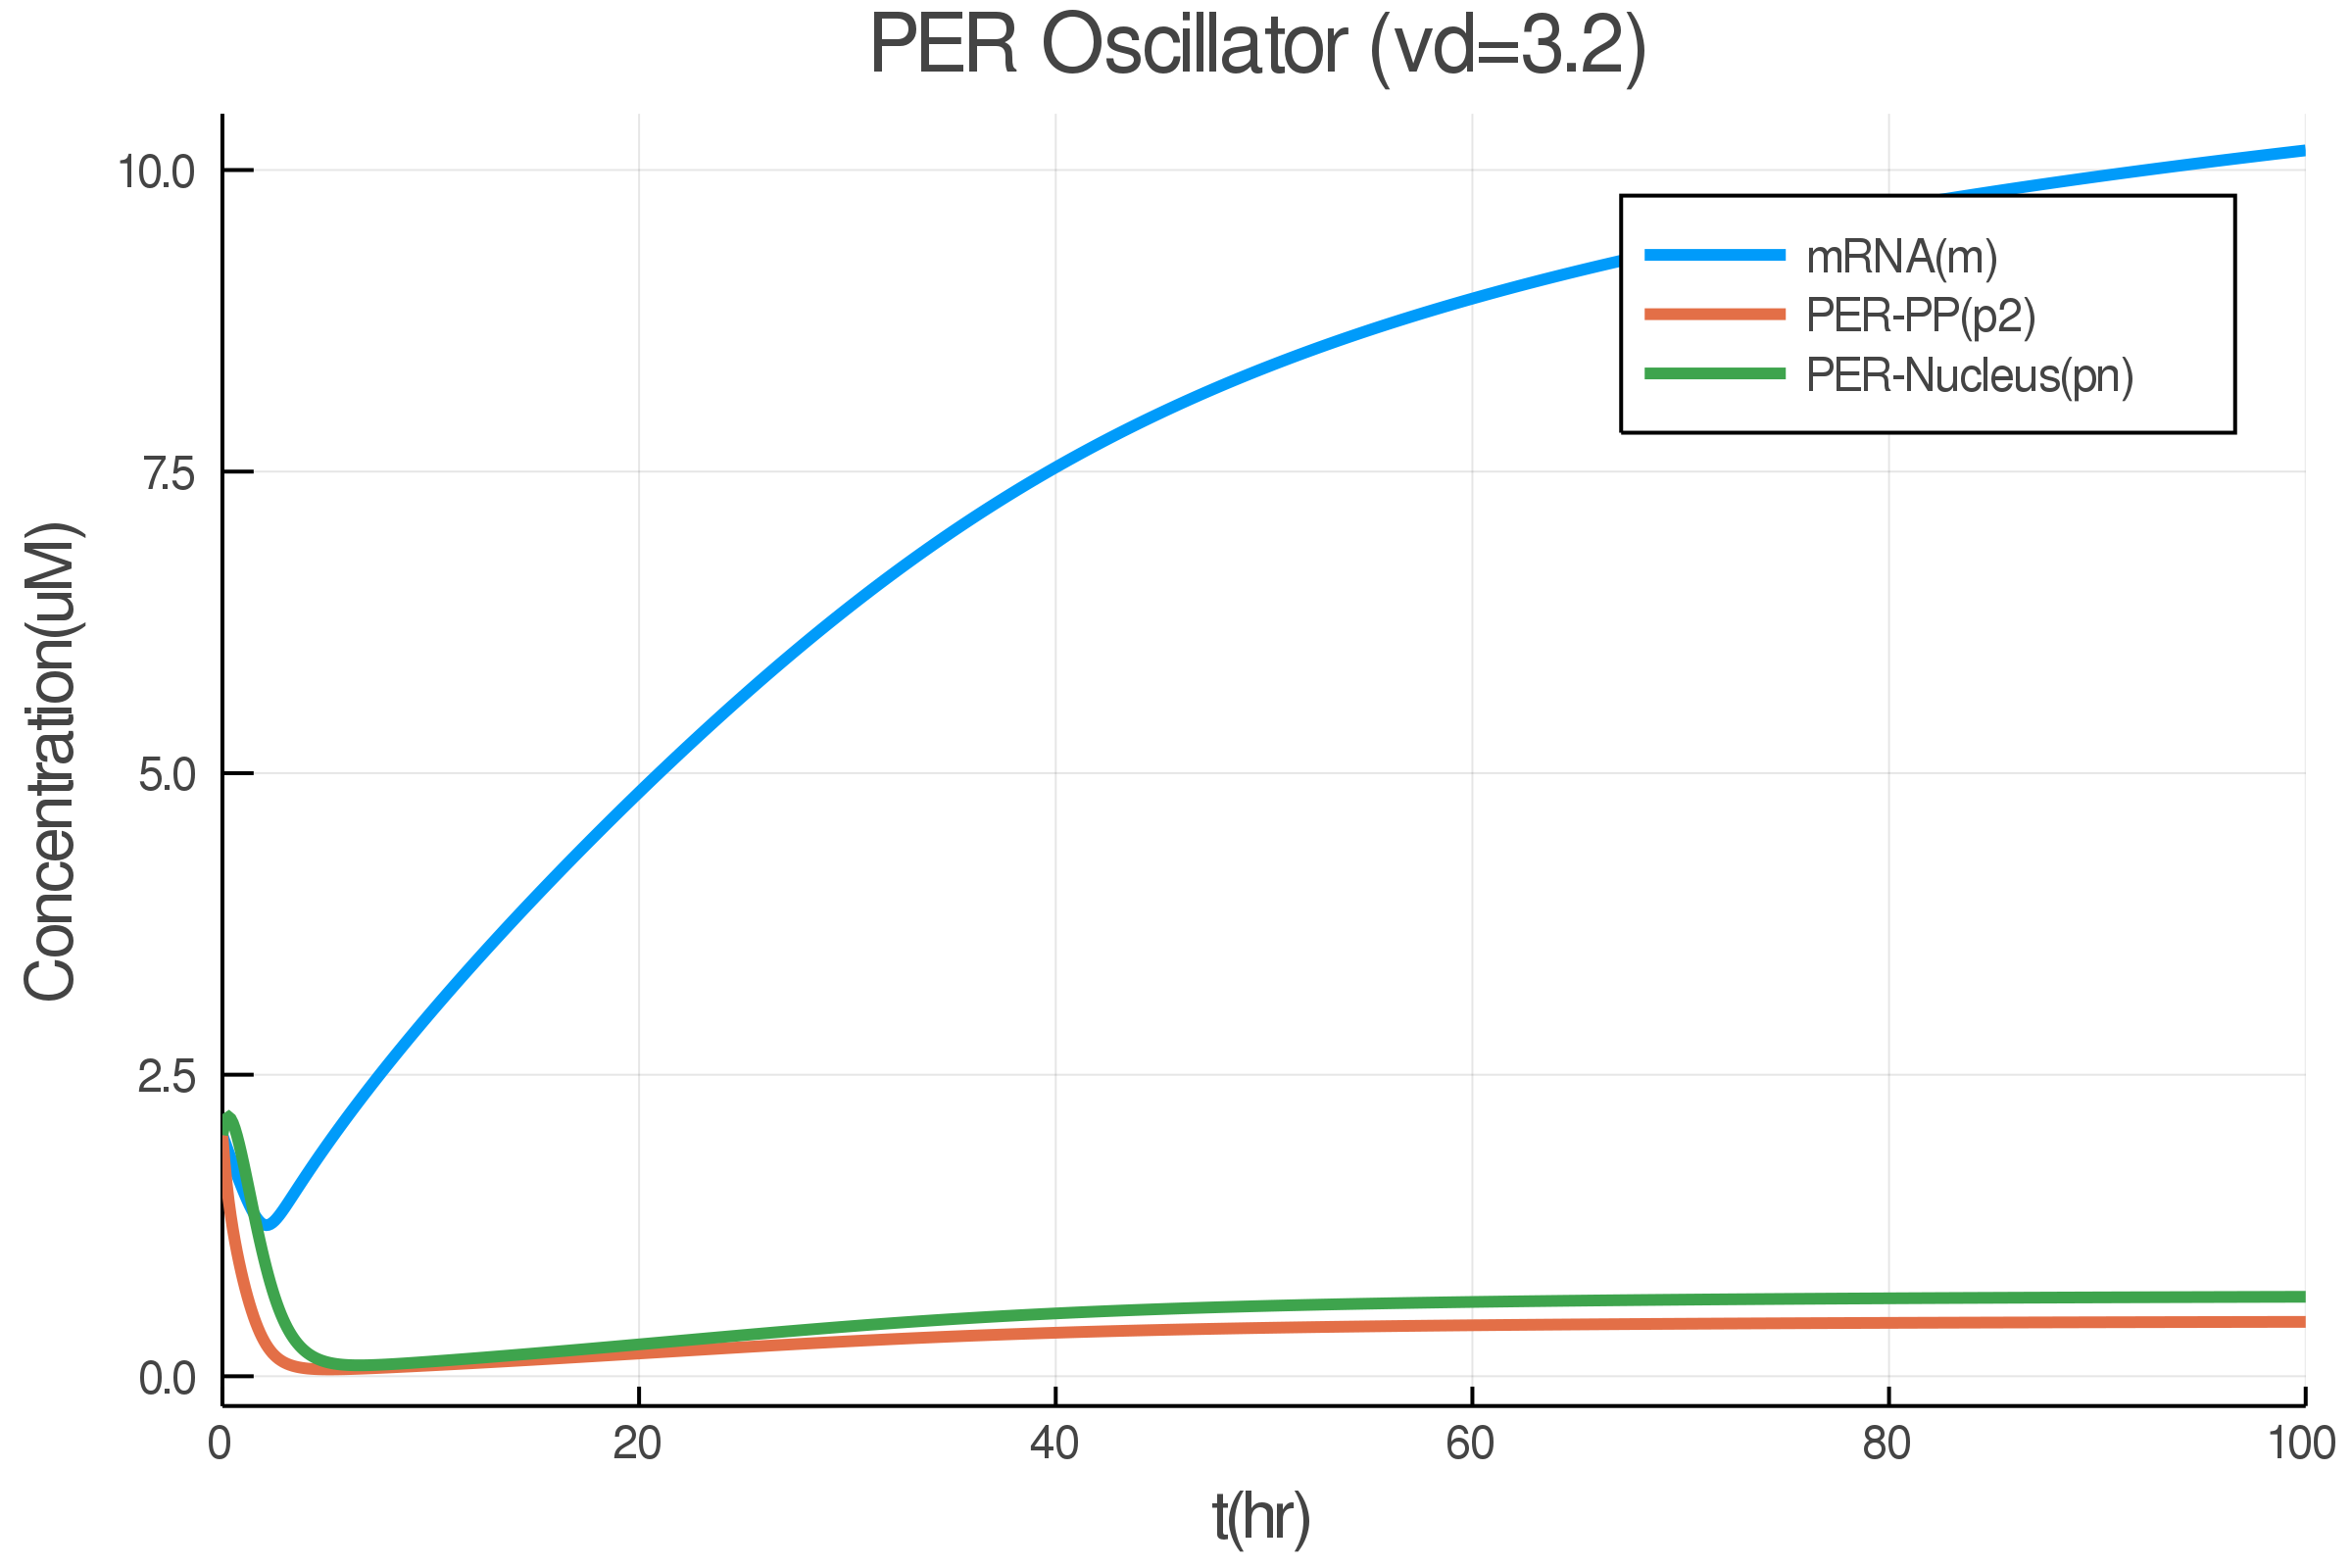 PER Oscillator (vd=3.2)
10.0
7.5
5.0
2.5
0.0
Concentration(uM)
mRNA(m)
PER-PP(p2)
PER-Nucleus(pn)
0 20 40 60 80 100
t(hr)